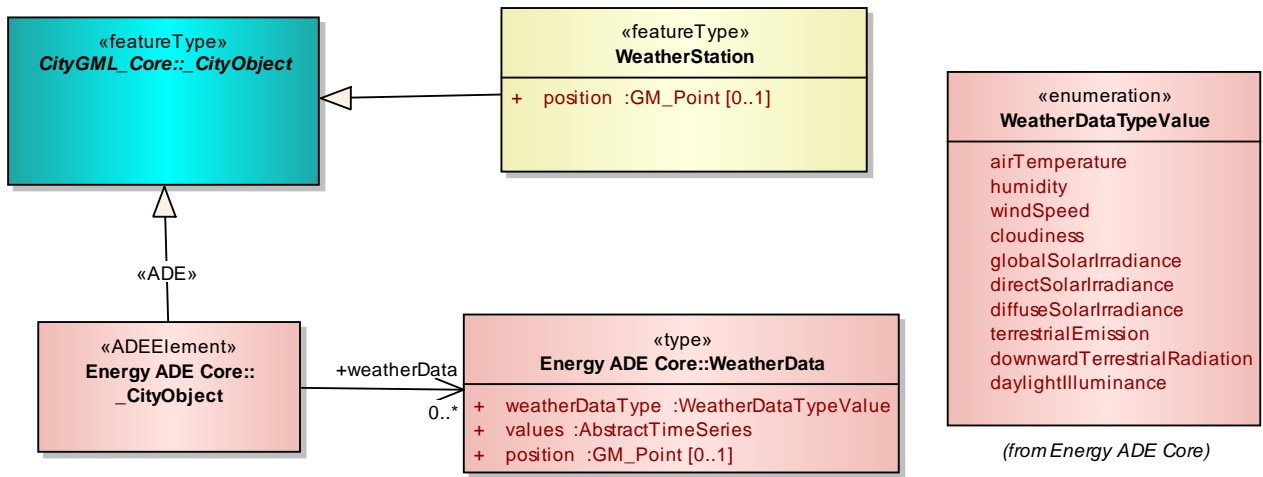 «featureType»
CityGML_Core::_CityObject
«featureType»
WeatherStation
+ position :GM_Point [0..1]
«enumeration»
WeatherDataTypeValue
airTemperature
humidity
windSpeed
cloudiness
globalSolarIrradiance
directSolarIrradiance
diffuseSolarIrradiance
terrestrialEmission
downwardTerrestrialRadiation
daylightIlluminance
(from Energy ADE Core)
«ADE»
«ADEElement»
Energy ADE Core::
_CityObject
+weatherData
0..*
«type»
Energy ADE Core::WeatherData
+ weatherDataType :WeatherDataTypeValue
+ values :AbstractTimeSeries
+ position :GM_Point [0..1]